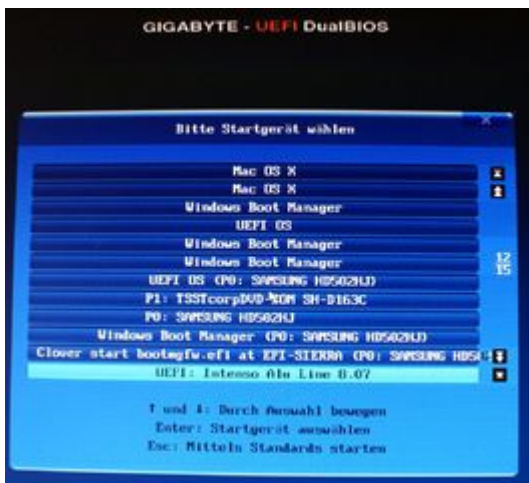 GIGABYTE - UEFI DualBIOS
Bitte Startgerät wählen
X
Mac OS X
Mac OS X
Windows Boot Manager
UEFI OS
Windows Boot Manager
Windows Boot Manager
12
15
UEFI OS (P0: SAMSUNG HD502HJ)
P1: TSSTcorpDVD-ROM SH-D163C
P0: SAMSUNG HD502HJ
Windows Boot Manager (P0: SAMSUNG HD502HJ)
Clover start bootmgfw.efi at EFI-SIERRA (P0: SAMSUNG HD50
UEFI: Intenso Alu Line 8.07
↑ und ↓: Durch Auswahl bewegen
Enter: Startgerät auswählen
Esc: Mitteln Standards starten